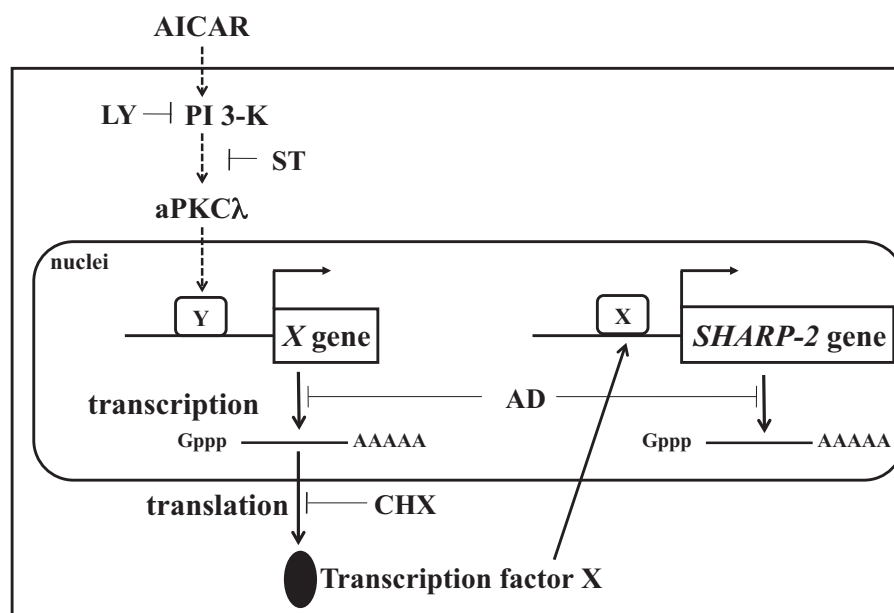 AICAR
LY PI 3-K
ST
aPKCλ
nuclei
Y X gene X SHARP-2 gene
transcription AD
Gppp AAAAA Gppp AAAAA
translation CHX
Transcription factor X